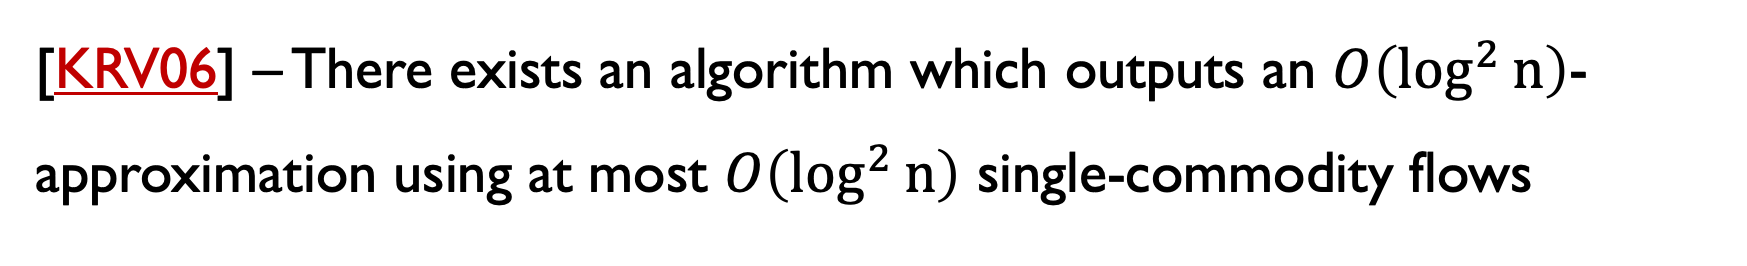 [KRV06] – There exists an algorithm which outputs an O(log² n)-
approximation using at most O(log² n) single-commodity flows